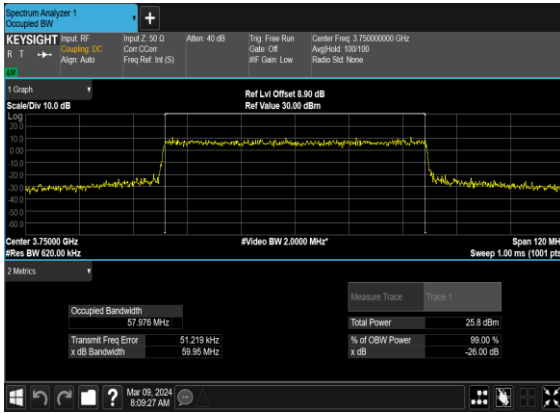 Spectrum Analyzer 1
Occupied BW
+
KEYSIGHT
R T
LXI
Input: RF
Coupling: DC
Align: Auto
Input Z: 50 Ω
Corr CCorr
Freq Ref: Int (S)
Atten: 40 dB
Trig: Free Run
Gate: Off
#IF Gain: Low
Center Freq: 3.750000000 GHz
Avg|Hold: 100/100
Radio Std: None
1 Graph
Scale/Div 10.0 dB
Ref Lvl Offset 8.90 dB
Ref Value 30.00 dBm
Log
20.0
10.0
0.00
-10.0
-20.0
-30.0
-40.0
-50.0
-60.0
Center 3.75000 GHz
#Res BW 620.00 kHz
#Video BW 2.0000 MHz*
Span 120 MH
Sweep 1.00 ms (1001 pts
2 Metrics
Measure Trace
Trace 1
Occupied Bandwidth
57.976 MHz
Total Power
25.8 dBm
Transmit Freq Error
51.219 kHz
% of OBW Power
99.00 %
x dB Bandwidth
59.95 MHz
x dB
-26.00 dB
?
Mar 09, 2024
8:09:27 AM